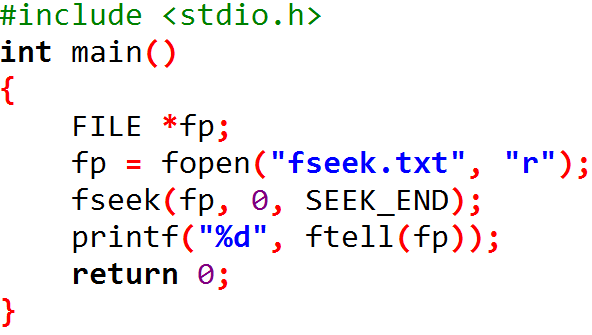 #include <stdio.h>
int main()
{
    FILE *fp;
    fp = fopen("fseek.txt", "r");
    fseek(fp, 0, SEEK_END);
    printf("%d", ftell(fp));
    return 0;
}